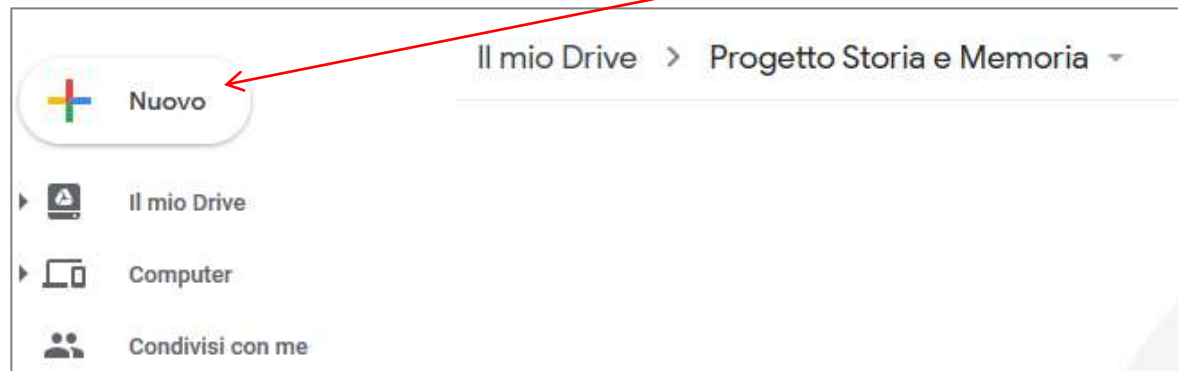 Il mio Drive > Progetto Storia e Memoria
Nuovo
Il mio Drive
Computer
Condivisi con me